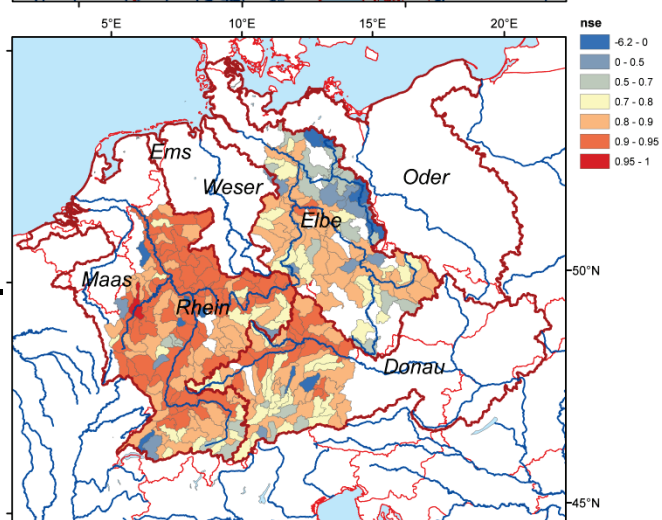 5°E 10°E 15°E 20°E
nse
-6.2 - 0
0 - 0.5
0.5 - 0.7
0.7 - 0.8
0.8 - 0.9
0.9 - 0.95
0.95 - 1
Ems
Weser
Oder
Elbe
50°N
Maas
Rhein
Donau
45°N